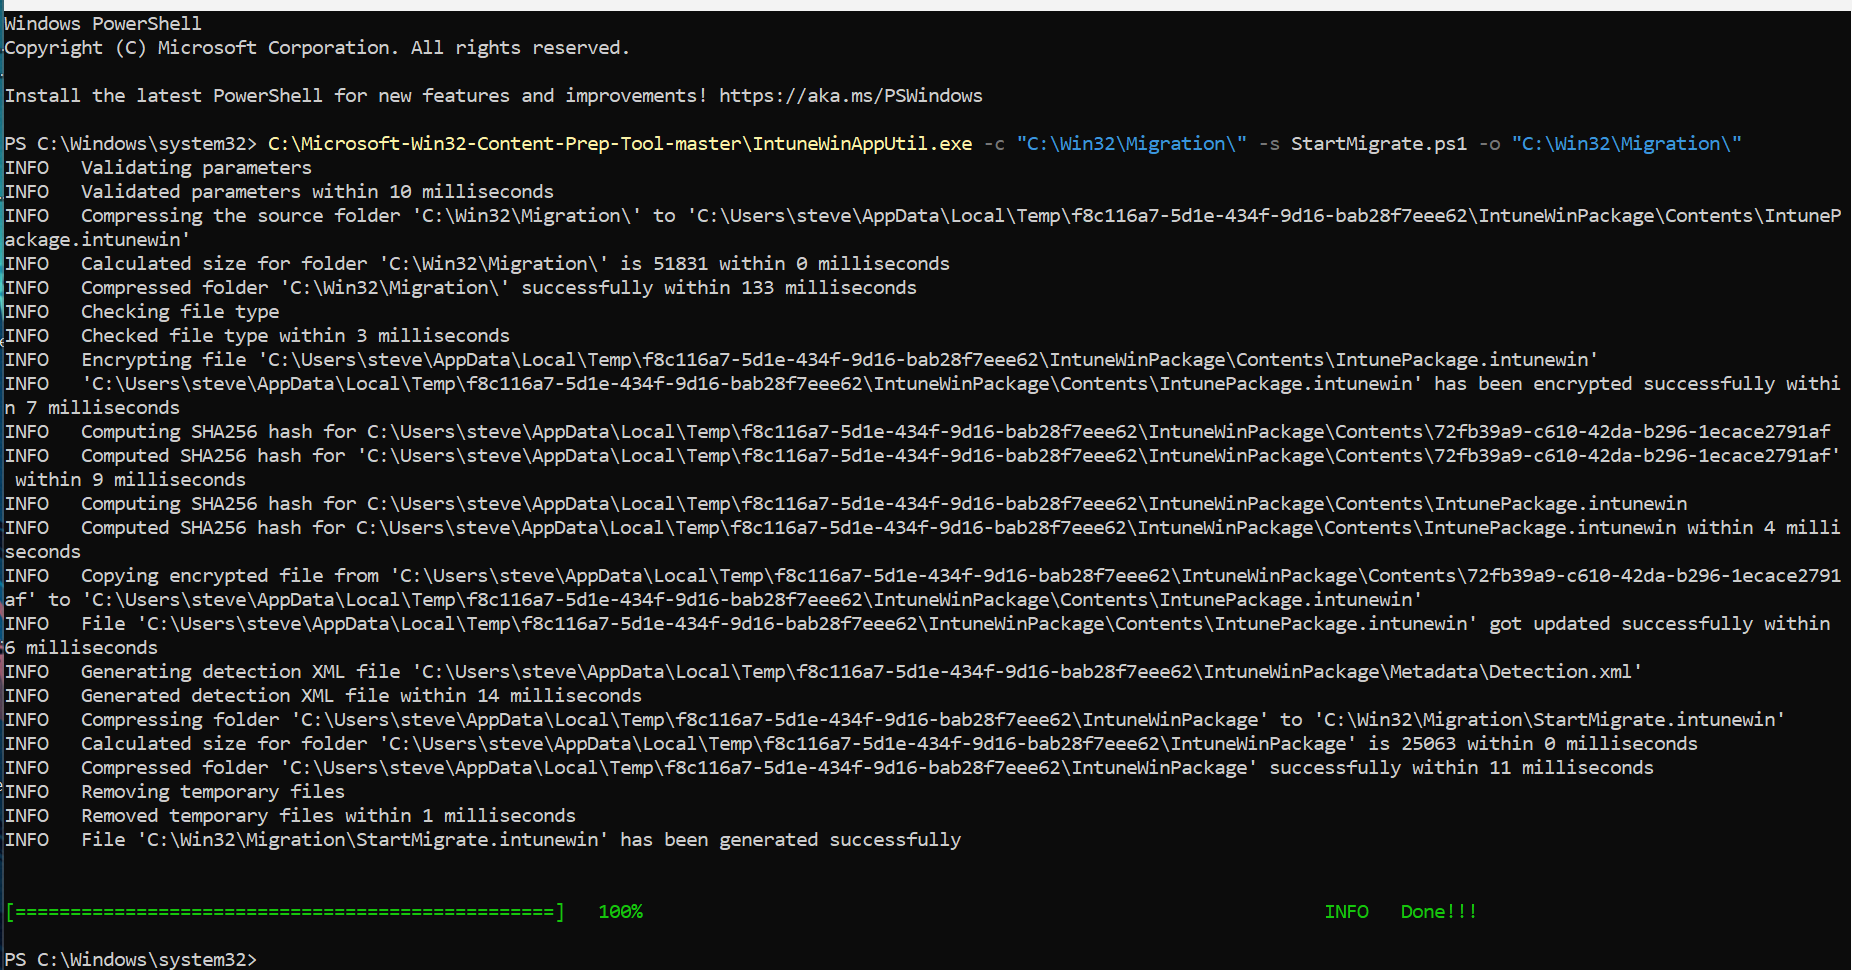 Windows PowerShell
Copyright (C) Microsoft Corporation. All rights reserved.
Install the latest PowerShell for new features and improvements! https://aka.ms/PSWindows
PS C:\Windows\system32> C:\Microsoft-Win32-Content-Prep-Tool-master\IntuneWinAppUtil.exe -c "C:\Win32\Migration\" -s StartMigrate.ps1 -o "C:\Win32\Migration\"
INFO   Validating parameters
INFO   Validated parameters within 10 milliseconds
INFO   Compressing the source folder 'C:\Win32\Migration\' to 'C:\Users\steve\AppData\Local\Temp\f8c116a7-5d1e-434f-9d16-bab28f7eee62\IntuneWinPackage\Contents\IntuneP
ackage.intunewin'
INFO   Calculated size for folder 'C:\Win32\Migration\' is 51831 within 0 milliseconds
INFO   Compressed folder 'C:\Win32\Migration\' successfully within 133 milliseconds
INFO   Checking file type
INFO   Checked file type within 3 milliseconds
INFO   Encrypting file 'C:\Users\steve\AppData\Local\Temp\f8c116a7-5d1e-434f-9d16-bab28f7eee62\IntuneWinPackage\Contents\IntunePackage.intunewin'
INFO   'C:\Users\steve\AppData\Local\Temp\f8c116a7-5d1e-434f-9d16-bab28f7eee62\IntuneWinPackage\Contents\IntunePackage.intunewin' has been encrypted successfully withi
n 7 milliseconds
INFO   Computing SHA256 hash for C:\Users\steve\AppData\Local\Temp\f8c116a7-5d1e-434f-9d16-bab28f7eee62\IntuneWinPackage\Contents\72fb39a9-c610-42da-b296-1ecace2791af
INFO   Computed SHA256 hash for 'C:\Users\steve\AppData\Local\Temp\f8c116a7-5d1e-434f-9d16-bab28f7eee62\IntuneWinPackage\Contents\72fb39a9-c610-42da-b296-1ecace2791af'
 within 9 milliseconds
INFO   Computing SHA256 hash for C:\Users\steve\AppData\Local\Temp\f8c116a7-5d1e-434f-9d16-bab28f7eee62\IntuneWinPackage\Contents\IntunePackage.intunewin
INFO   Computed SHA256 hash for C:\Users\steve\AppData\Local\Temp\f8c116a7-5d1e-434f-9d16-bab28f7eee62\IntuneWinPackage\Contents\IntunePackage.intunewin within 4 milli
seconds
INFO   Copying encrypted file from 'C:\Users\steve\AppData\Local\Temp\f8c116a7-5d1e-434f-9d16-bab28f7eee62\IntuneWinPackage\Contents\72fb39a9-c610-42da-b296-1ecace2791
af' to 'C:\Users\steve\AppData\Local\Temp\f8c116a7-5d1e-434f-9d16-bab28f7eee62\IntuneWinPackage\Contents\IntunePackage.intunewin'
INFO   File 'C:\Users\steve\AppData\Local\Temp\f8c116a7-5d1e-434f-9d16-bab28f7eee62\IntuneWinPackage\Contents\IntunePackage.intunewin' got updated successfully within
6 milliseconds
INFO   Generating detection XML file 'C:\Users\steve\AppData\Local\Temp\f8c116a7-5d1e-434f-9d16-bab28f7eee62\IntuneWinPackage\Metadata\Detection.xml'
INFO   Generated detection XML file within 14 milliseconds
INFO   Compressing folder 'C:\Users\steve\AppData\Local\Temp\f8c116a7-5d1e-434f-9d16-bab28f7eee62\IntuneWinPackage' to 'C:\Win32\Migration\StartMigrate.intunewin'
INFO   Calculated size for folder 'C:\Users\steve\AppData\Local\Temp\f8c116a7-5d1e-434f-9d16-bab28f7eee62\IntuneWinPackage' is 25063 within 0 milliseconds
INFO   Compressed folder 'C:\Users\steve\AppData\Local\Temp\f8c116a7-5d1e-434f-9d16-bab28f7eee62\IntuneWinPackage' successfully within 11 milliseconds
INFO   Removing temporary files
INFO   Removed temporary files within 1 milliseconds
INFO   File 'C:\Win32\Migration\StartMigrate.intunewin' has been generated successfully
[=================================================]   100%   INFO   Done!!!
PS C:\Windows\system32>